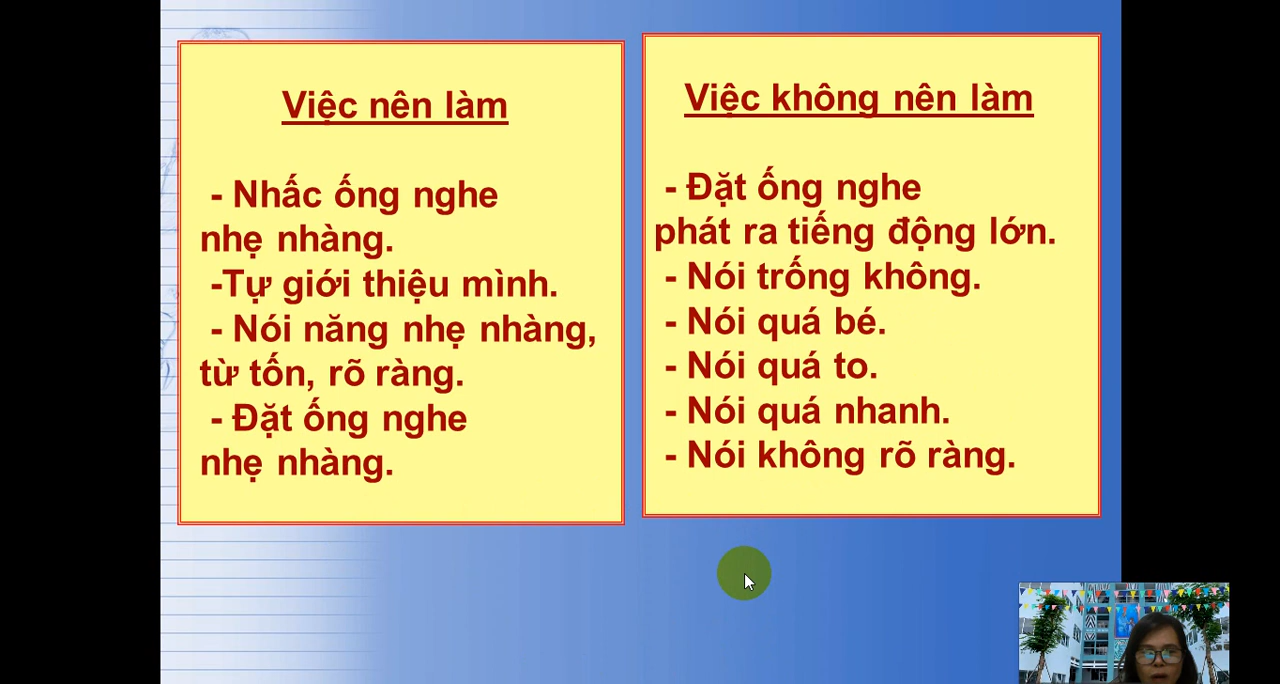 Việc nên làm
- Nhấc ống nghe
nhẹ nhàng.
-Tự giới thiệu mình.
- Nói năng nhẹ nhàng,
từ tốn, rõ ràng.
- Đặt ống nghe
nhẹ nhàng.
Việc không nên làm
- Đặt ống nghe
phát ra tiếng động lớn.
- Nói trống không.
- Nói quá bé.
- Nói quá to.
- Nói quá nhanh.
- Nói không rõ ràng.